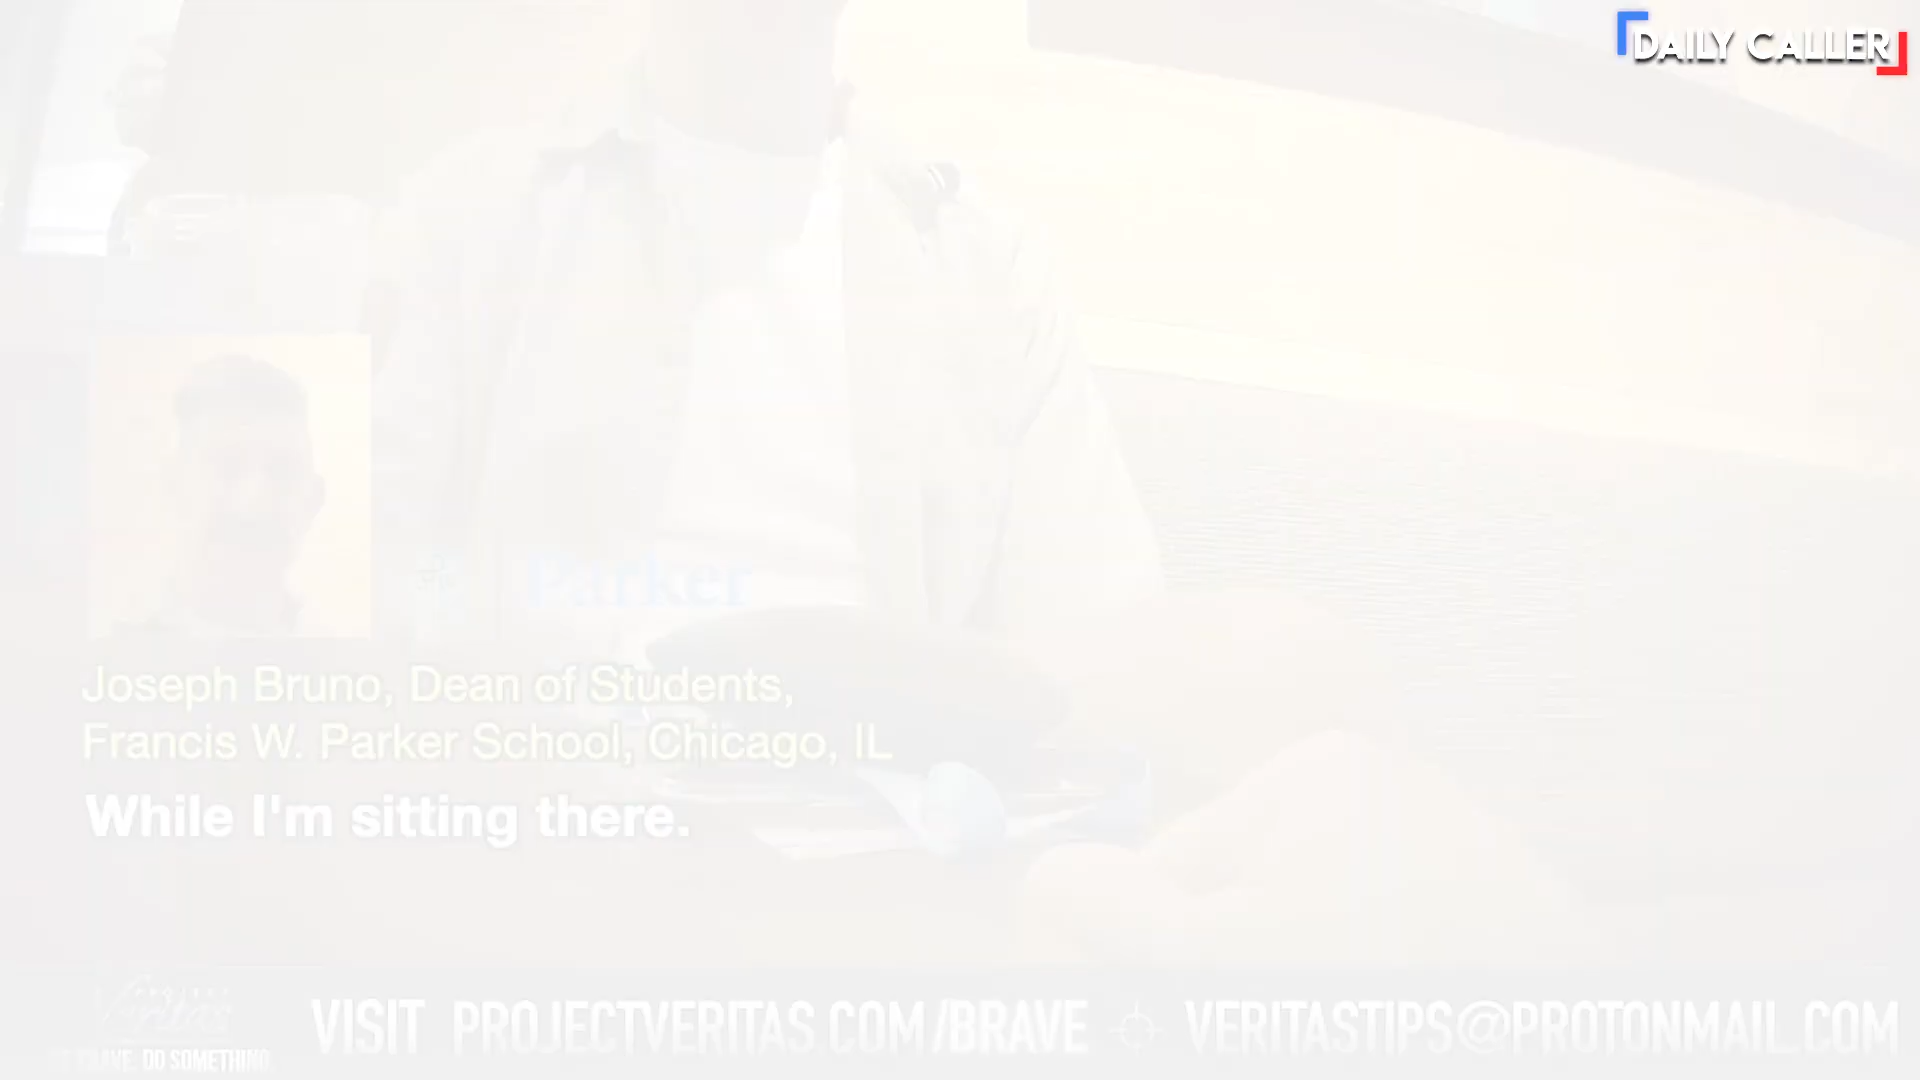 DAILY CALLER
Parker
Joseph Bruno, Dean of Students,
Francis W. Parker School, Chicago, IL
While I'm sitting there.
Veritas
BRAVE. DO SOMETHING.
VISIT PROJECTVERITAS.COM/BRAVE VERITASTIPS@PROTONMAIL.COM